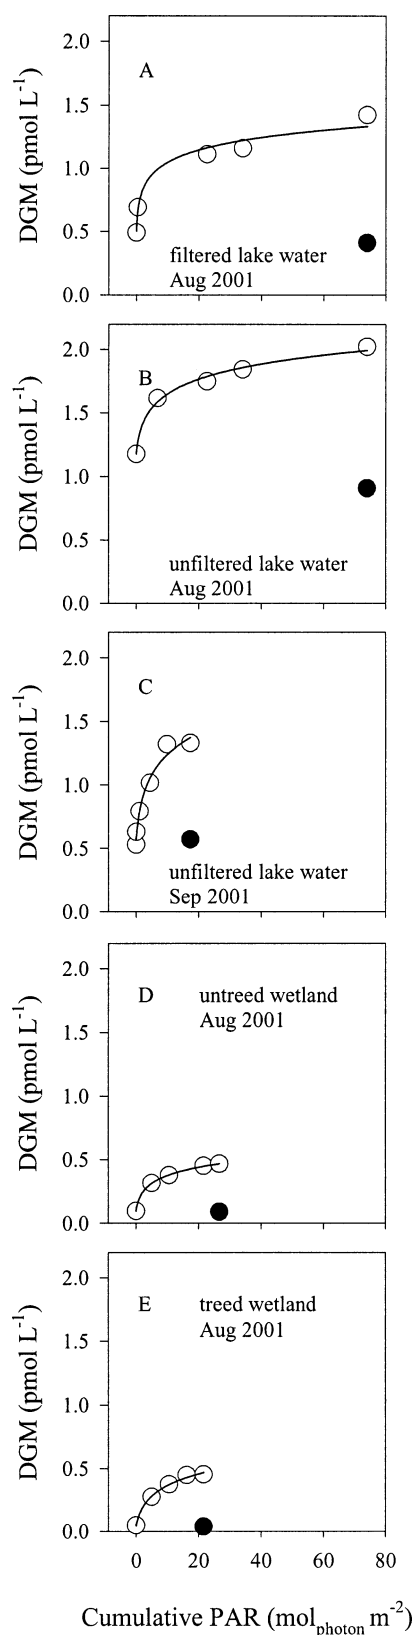 2.0
A
1.5
1.0
0.5
0.0
DGM (pmol L⁻¹)
filtered lake water
Aug 2001
2.0
B
1.5
1.0
0.5
0.0
DGM (pmol L⁻¹)
unfiltered lake water
Aug 2001
2.0
C
1.5
1.0
0.5
0.0
DGM (pmol L⁻¹)
unfiltered lake water
Sep 2001
2.0
D
untreed wetland
Aug 2001
1.5
1.0
0.5
0.0
DGM (pmol L⁻¹)
2.0
E
treed wetland
Aug 2001
1.5
1.0
0.5
0.0
DGM (pmol L⁻¹)
0 20 40 60 80
Cumulative PAR (mol_photon m⁻²)